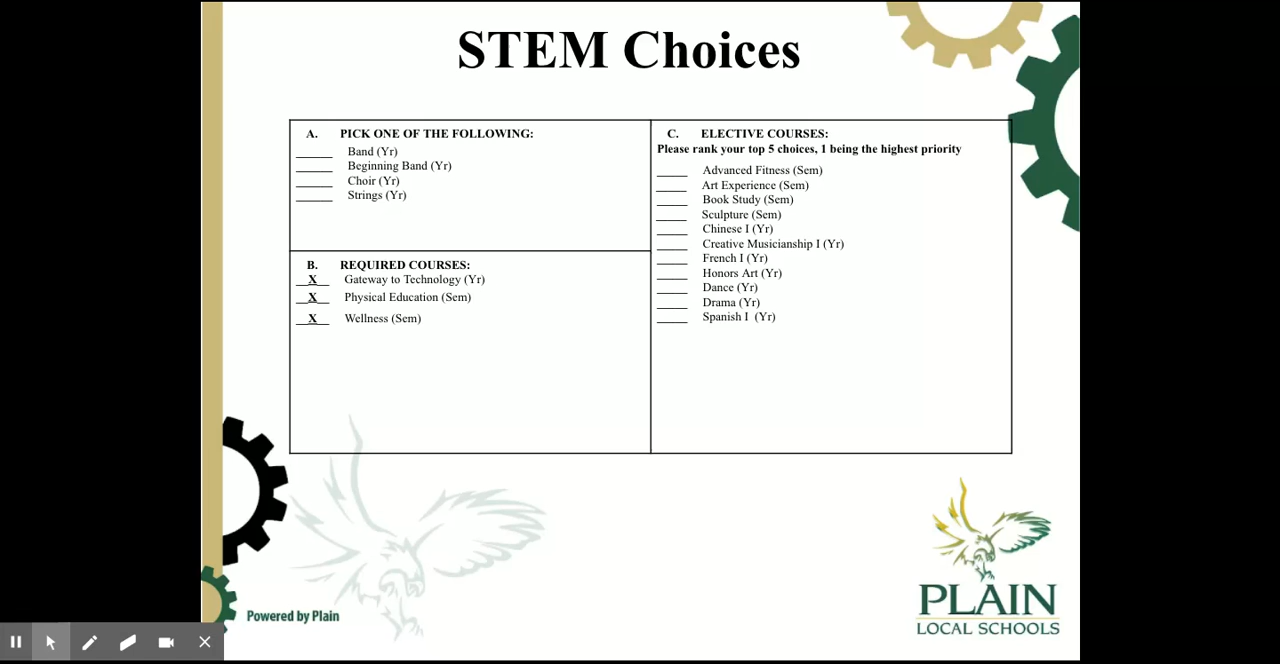 STEM Choices
A. PICK ONE OF THE FOLLOWING:
______ Band (Yr)
______ Beginning Band (Yr)
______ Choir (Yr)
______ Strings (Yr)
B. REQUIRED COURSES:
__X__ Gateway to Technology (Yr)
__X__ Physical Education (Sem)
__X__ Wellness (Sem)
C. ELECTIVE COURSES:
Please rank your top 5 choices, 1 being the highest priority
_____ Advanced Fitness (Sem)
_____ Art Experience (Sem)
_____ Book Study (Sem)
_____ Sculpture (Sem)
_____ Chinese I (Yr)
_____ Creative Musicianship I (Yr)
_____ French I (Yr)
_____ Honors Art (Yr)
_____ Dance (Yr)
_____ Drama (Yr)
_____ Spanish I (Yr)
Powered by Plain
PLAIN
LOCAL SCHOOLS